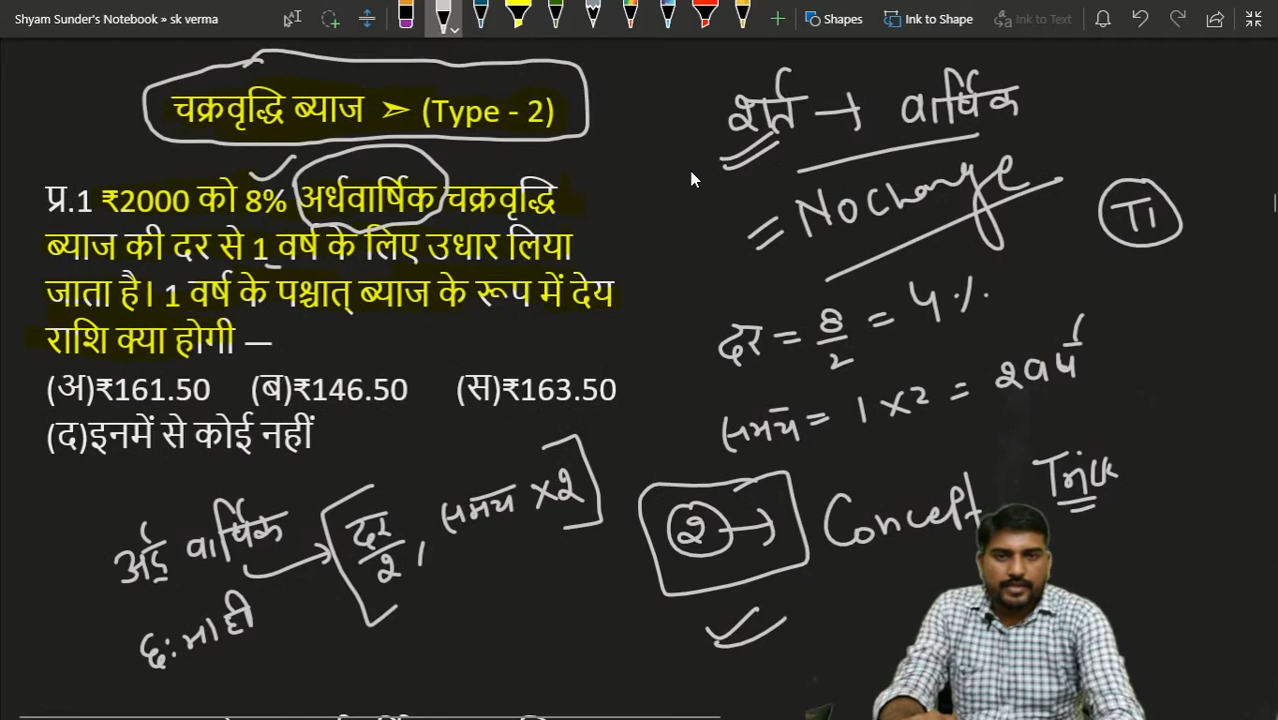 Shyam Sunder's Notebook » sk verma
Shapes
Ink to Shape
Ink to Text
चक्रवृद्धि ब्याज ➢ (Type - 2)
प्र.1 ₹2000 को 8% अर्धवार्षिक चक्रवृद्धि
ब्याज की दर से 1 वर्ष के लिए उधार लिया
जाता है। 1 वर्ष के पश्चात् ब्याज के रूप में देय
राशि क्या होगी —
(अ)₹161.50 (ब)₹146.50 (स)₹163.50
(द)इनमें से कोई नहीं
अर्द्ध वार्षिक → [दर/2, समय ×2]
छ: माही
शर्त → वार्षिक
= No change
T1
दर = 8/2 = 4%
समय = 1 × 2 = 2 वर्ष
2 → Concept Trick